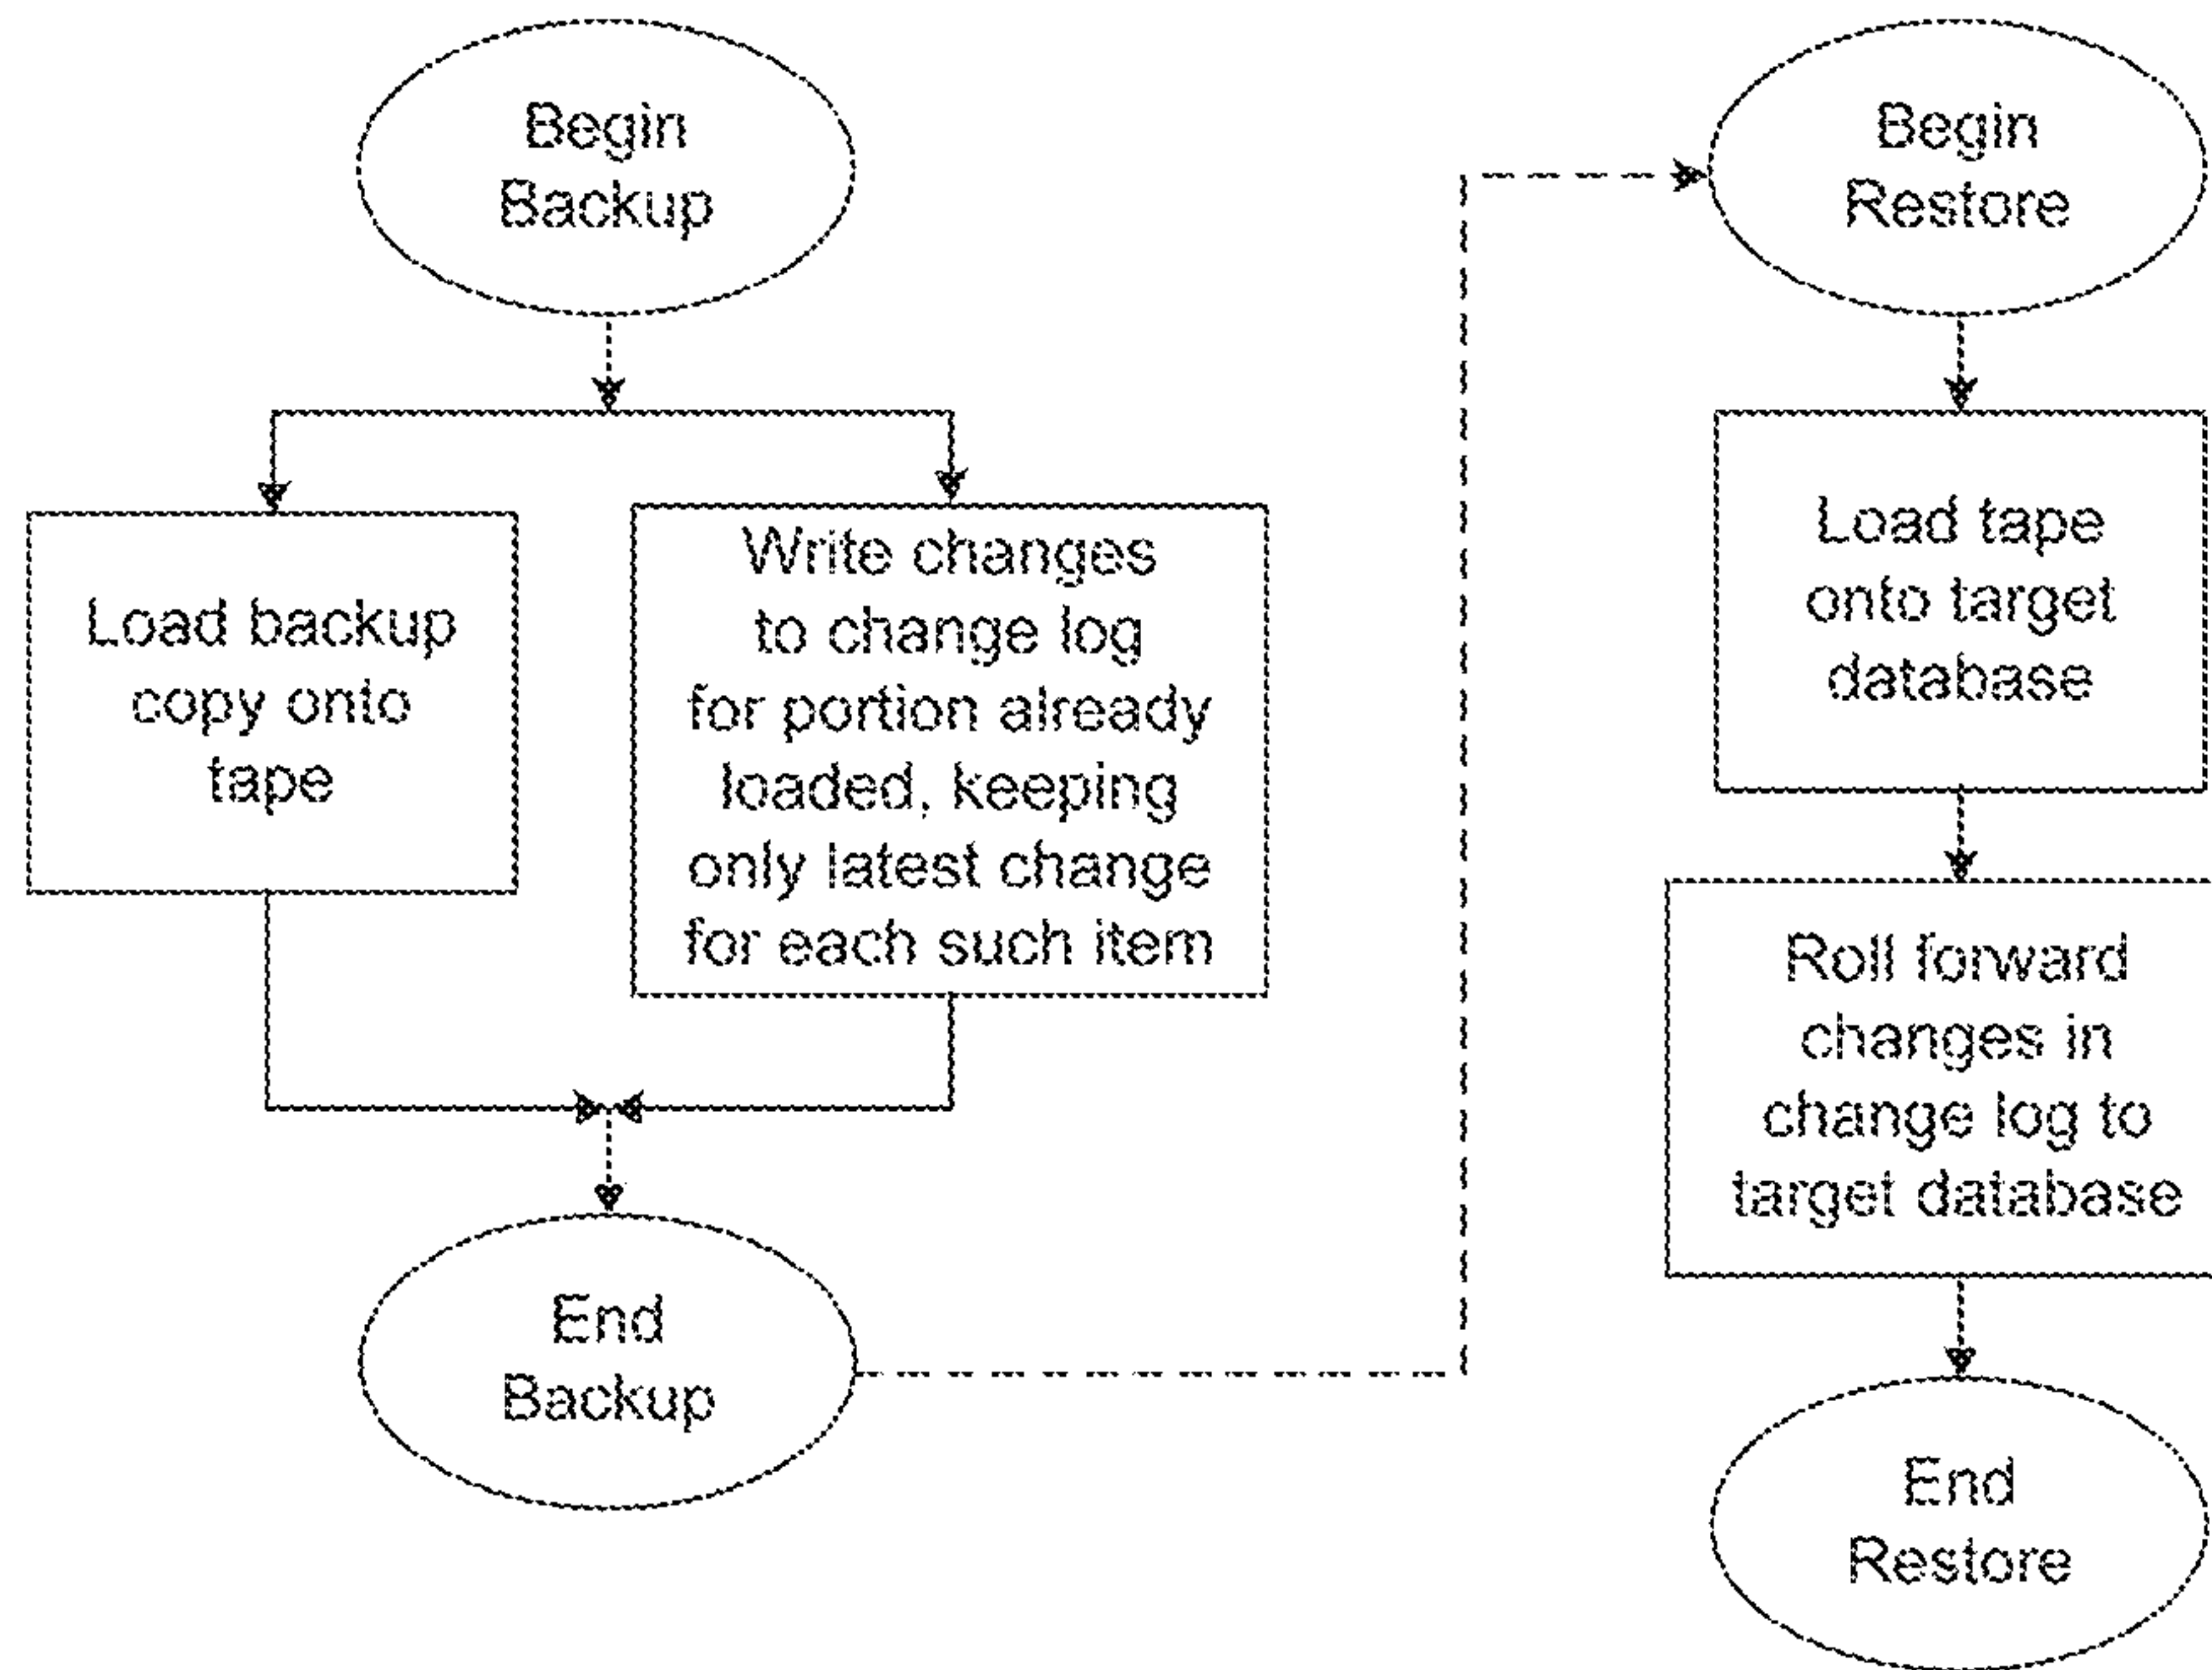 Begin
Backup
Load backup
copy onto
tape
Write changes
to change log
for portion already
loaded, keeping
only latest change
for each such item
End
Backup
Begin
Restore
Load tape
onto target
database
Roll forward
changes in
change log to
target database
End
Restore